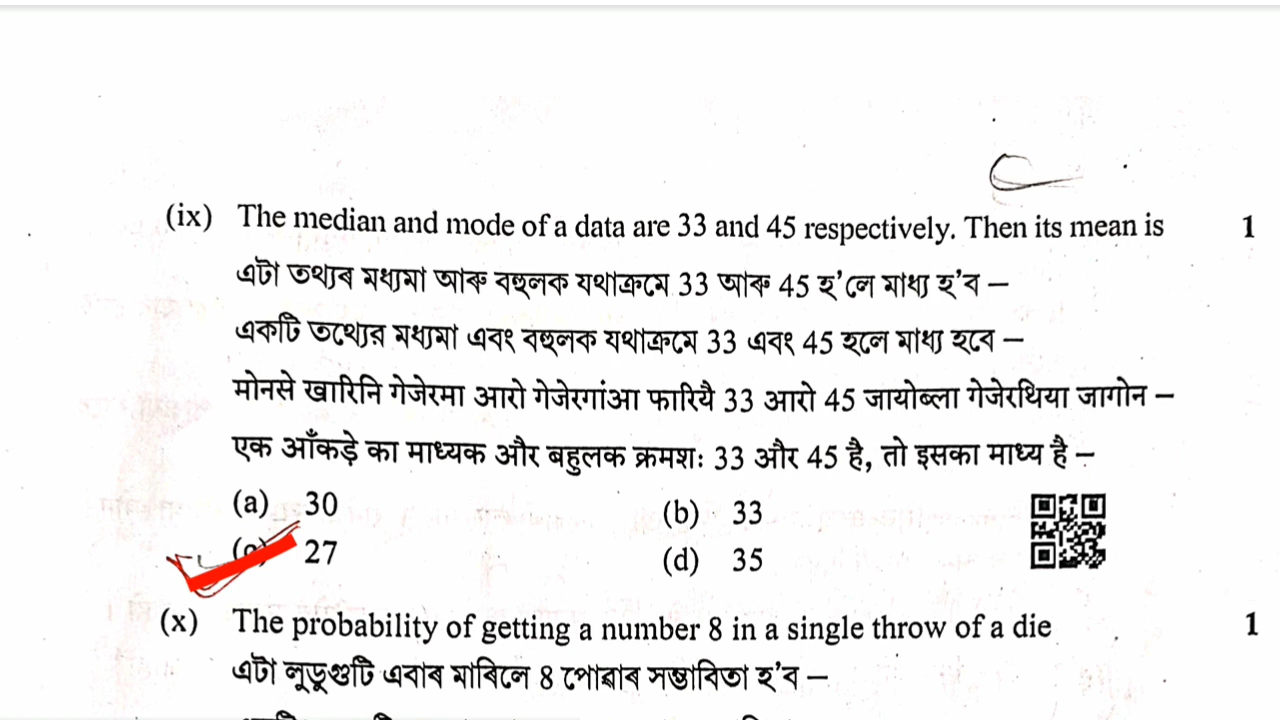 (ix) The median and mode of a data are 33 and 45 respectively. Then its mean is 1
এটা তথ্যৰ মধ্যমা আৰু বহুলক যথাক্ৰমে 33 আৰু 45 হ'লে মাধ্য হ'ব –
একটি তথ্যের মধ্যমা এবং বহুলক যথাক্রমে 33 এবং 45 হলে মাধ্য হবে –
मोनसे खारिनि गेजेरमा आरो गेजेरगांआ फारियै 33 आरो 45 जायोब्ला गेजेरथिया जागोन –
एक आँकड़े का माध्यक और बहुलक क्रमशः 33 और 45 है, तो इसका माध्य है –
(a) 30 (b) 33
(c) 27 (d) 35
(x) The probability of getting a number 8 in a single throw of a die 1
এটা লুডুগুটি এবাৰ মাৰিলে 8 পোৱাৰ সম্ভাৱিতা হ'ব –